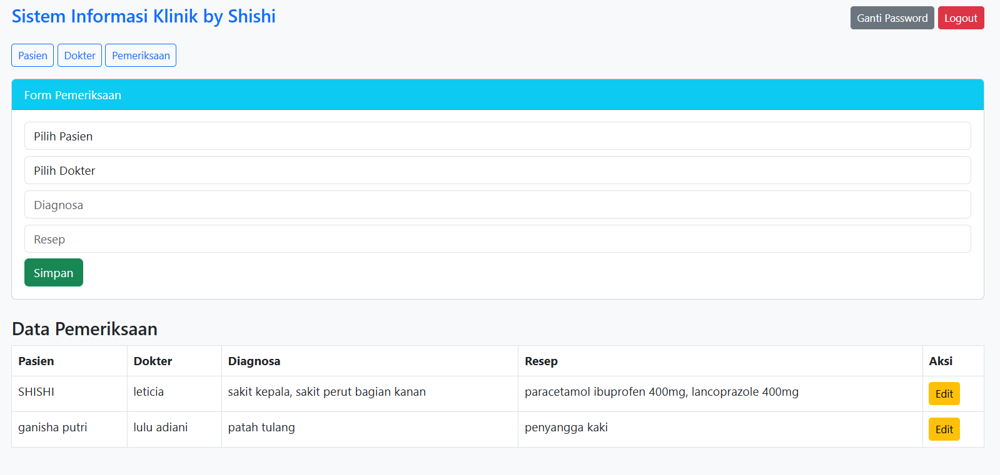 Sistem Informasi Klinik by Shishi
Ganti Password
Logout
Pasien
Dokter
Pemeriksaan
Form Pemeriksaan
Pilih Pasien
Pilih Dokter
Diagnosa
Resep
Simpan
Data Pemeriksaan
Pasien Dokter Diagnosa Resep Aksi
SHISHI leticia sakit kepala, sakit perut bagian kanan paracetamol ibuprofen 400mg, lancoprazole 400mg Edit
ganisha putri lulu adiani patah tulang penyangga kaki Edit